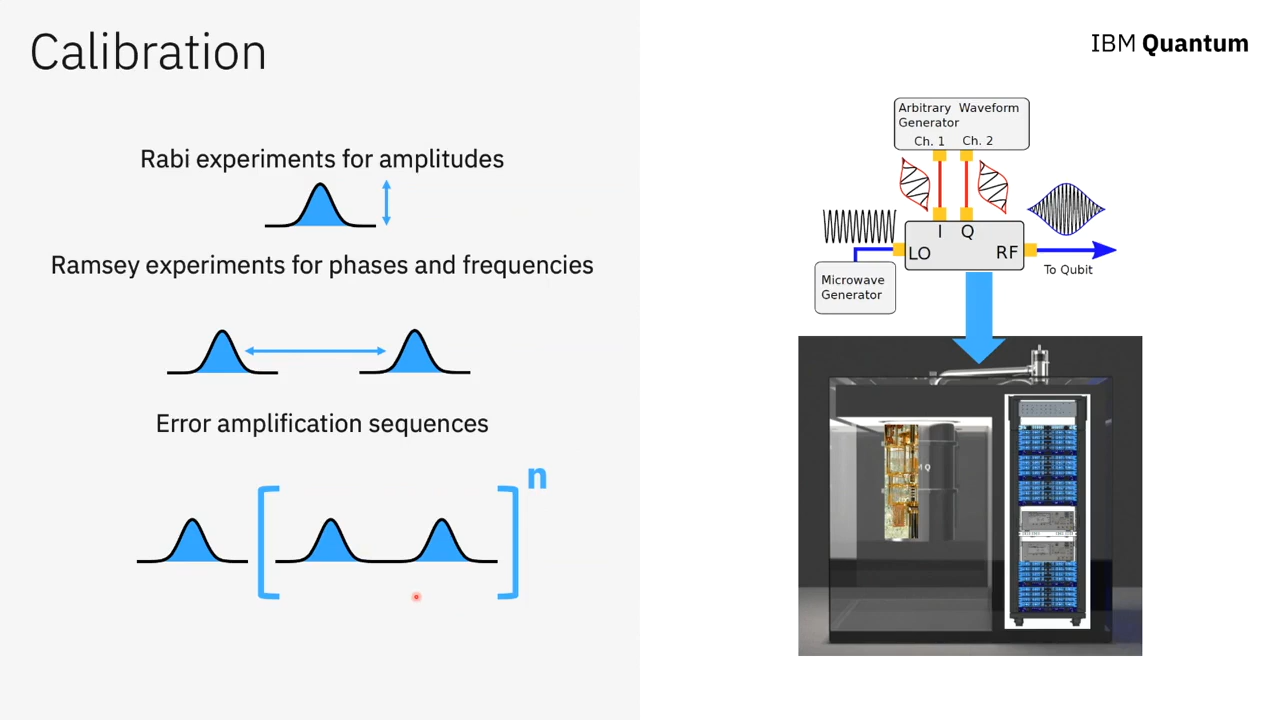 Calibration
IBM Quantum
Rabi experiments for amplitudes
Ramsey experiments for phases and frequencies
Error amplification sequences
n
Arbitrary Waveform
Generator
Ch. 1 Ch. 2
I Q
LO RF
To Qubit
Microwave
Generator